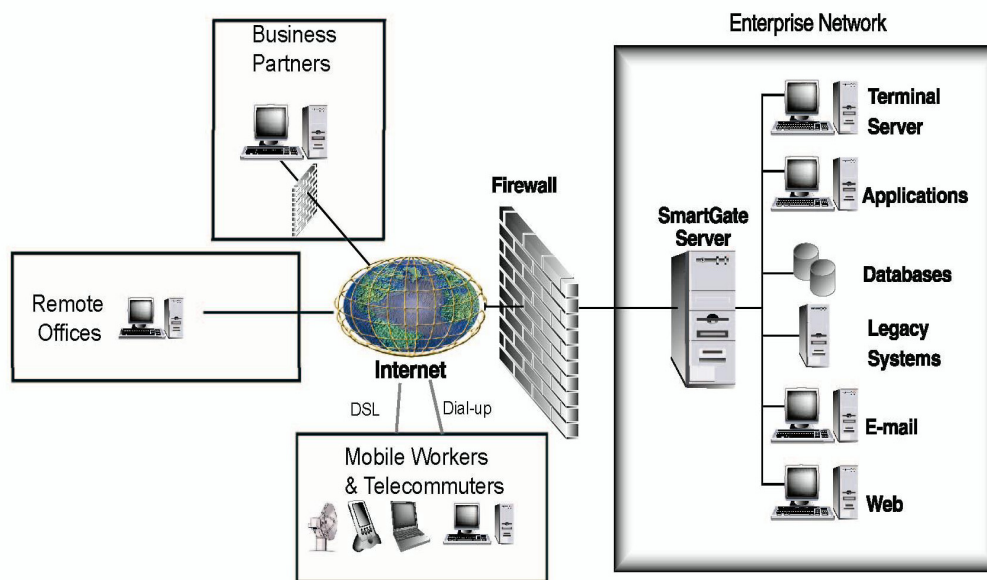 Enterprise Network
Business
Partners
Terminal
Server
Firewall
Applications
SmartGate
Server
Remote
Offices
Databases
Legacy
Systems
Internet
DSL
Dial-up
E-mail
Mobile Workers
& Telecommuters
Web